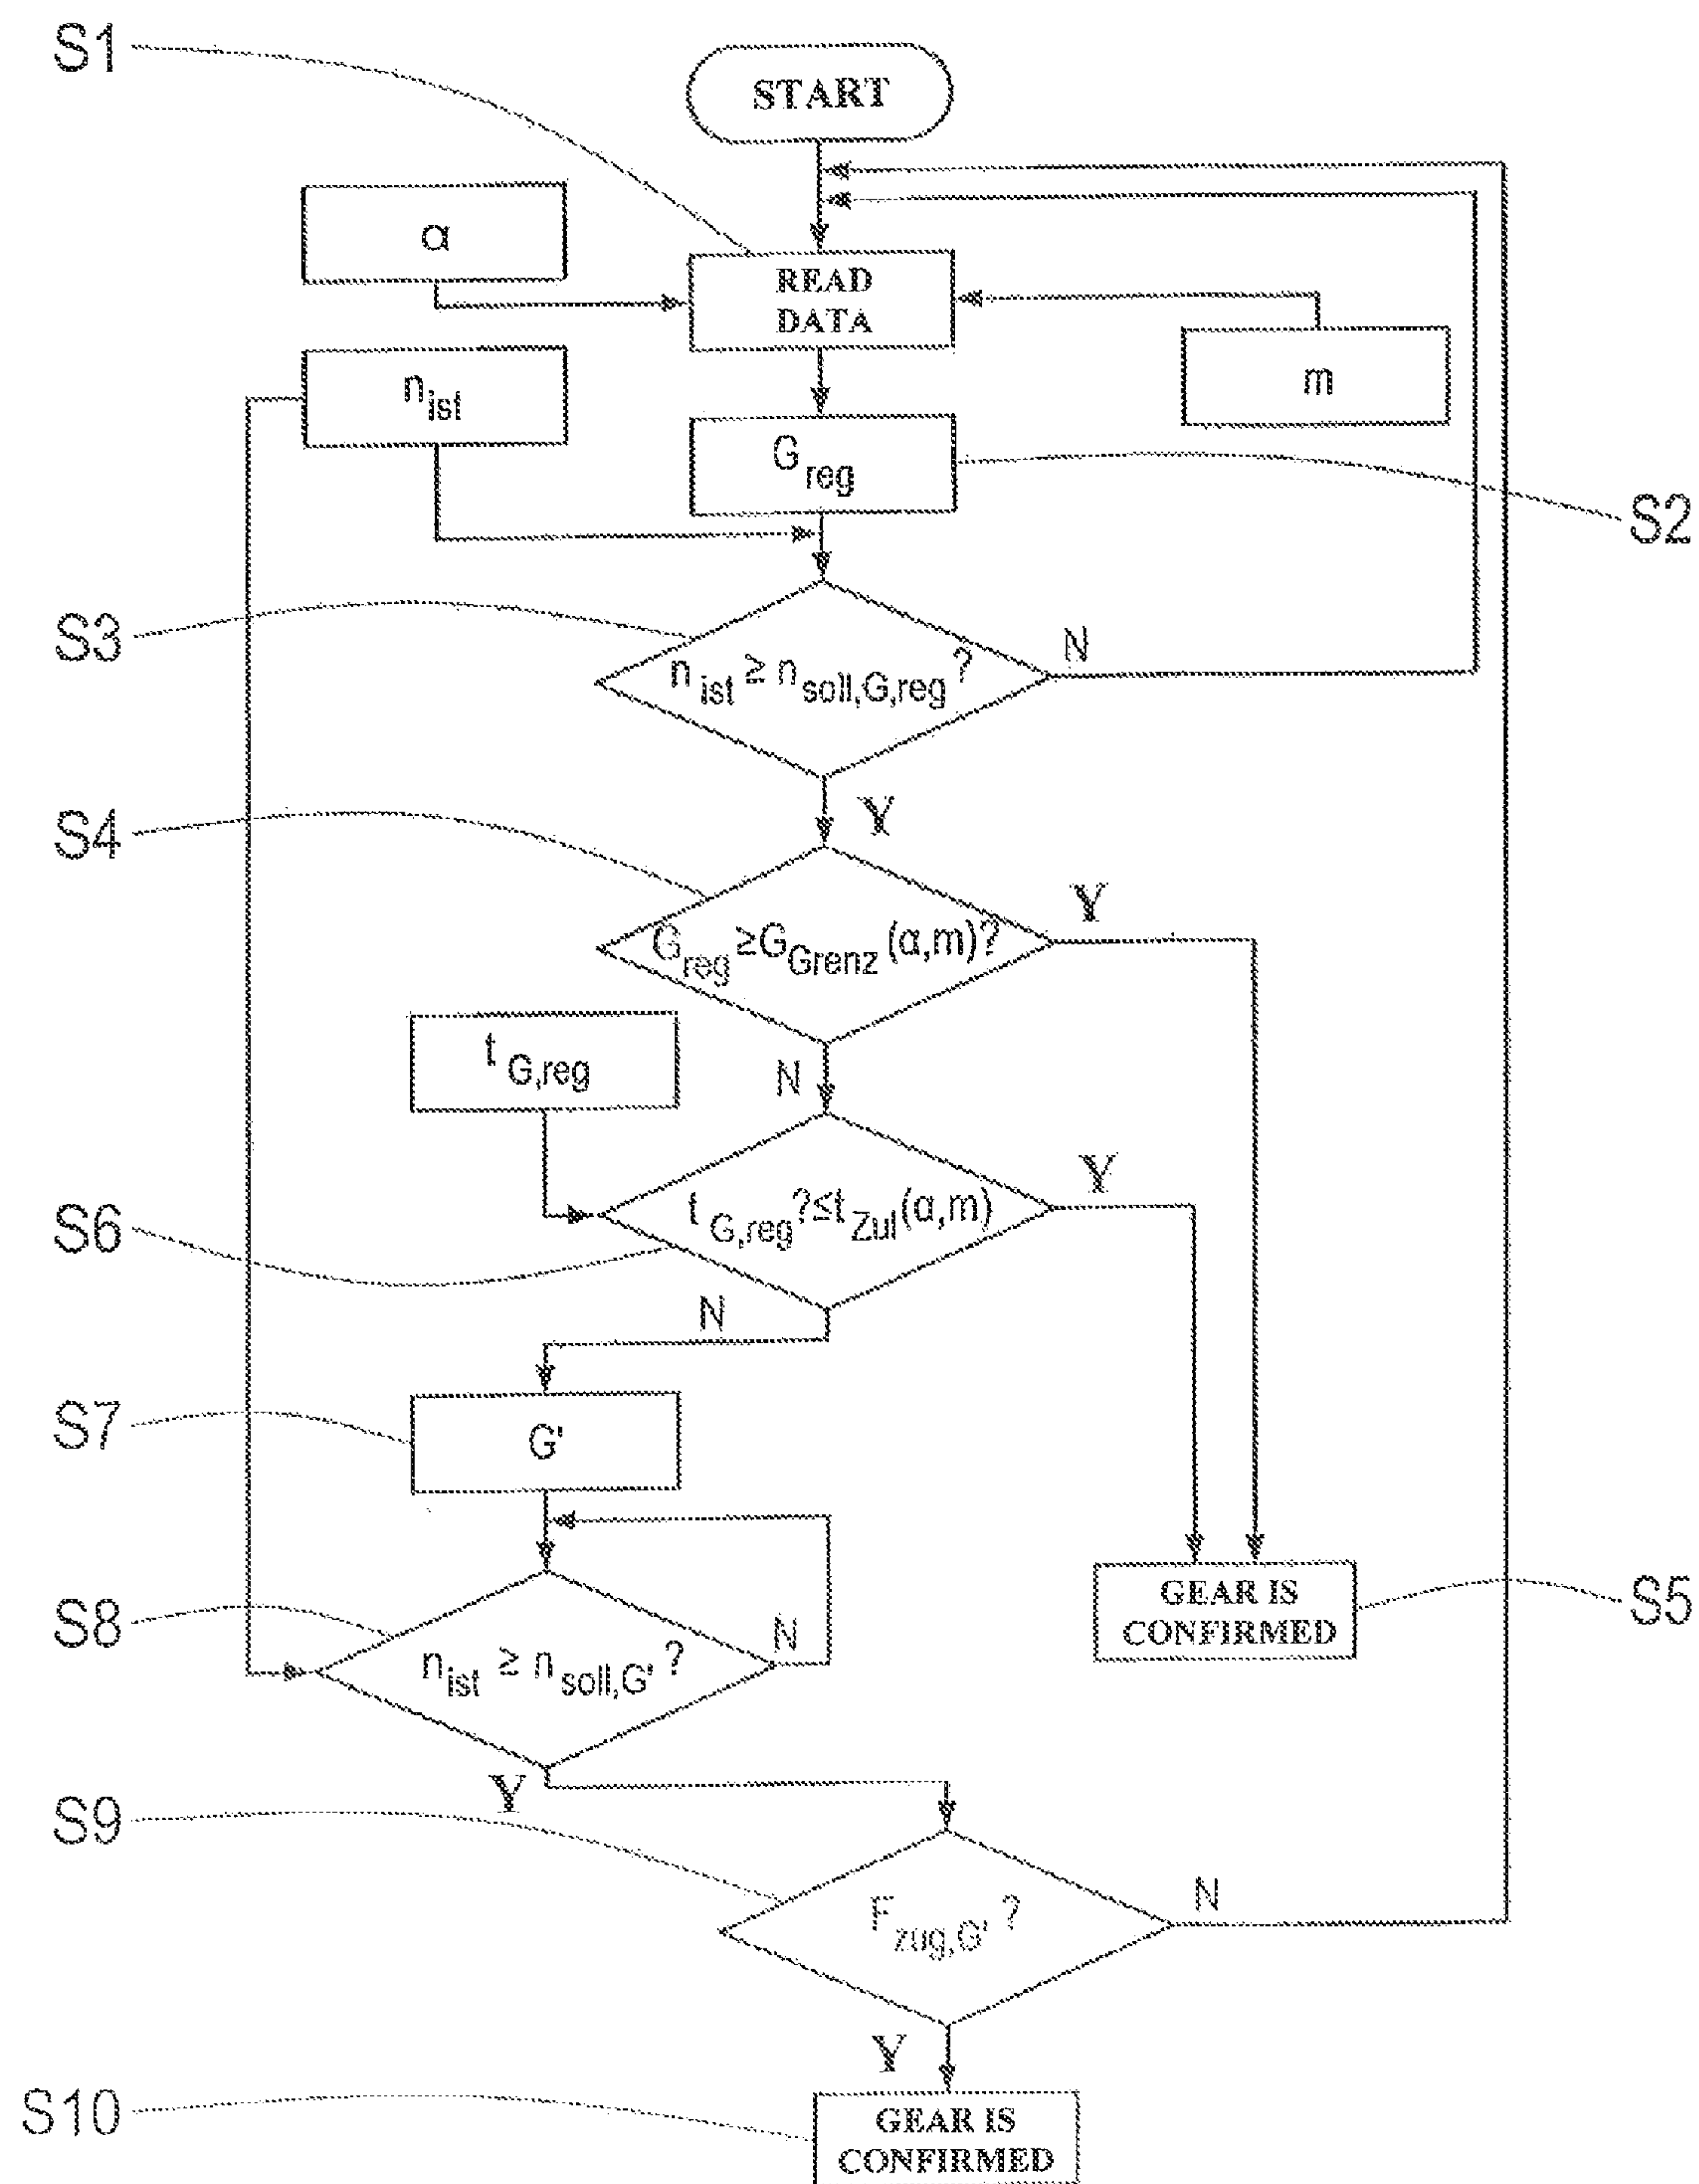 S1
START
α
READ
DATA
n_ist
m
G_reg
S2
S3
n_ist ≥ n_soll,G,reg ?
N
Y
S4
G_reg ≥G_Grenz (α,m)?
Y
t_G,reg
N
S6
t_G,reg ?≤t_Zul (α,m)
Y
N
S7
G'
S8
n_ist ≥ n_soll,G' ?
N
GEAR IS
CONFIRMED
S5
Y
S9
F_zug,G' ?
N
Y
S10
GEAR IS
CONFIRMED